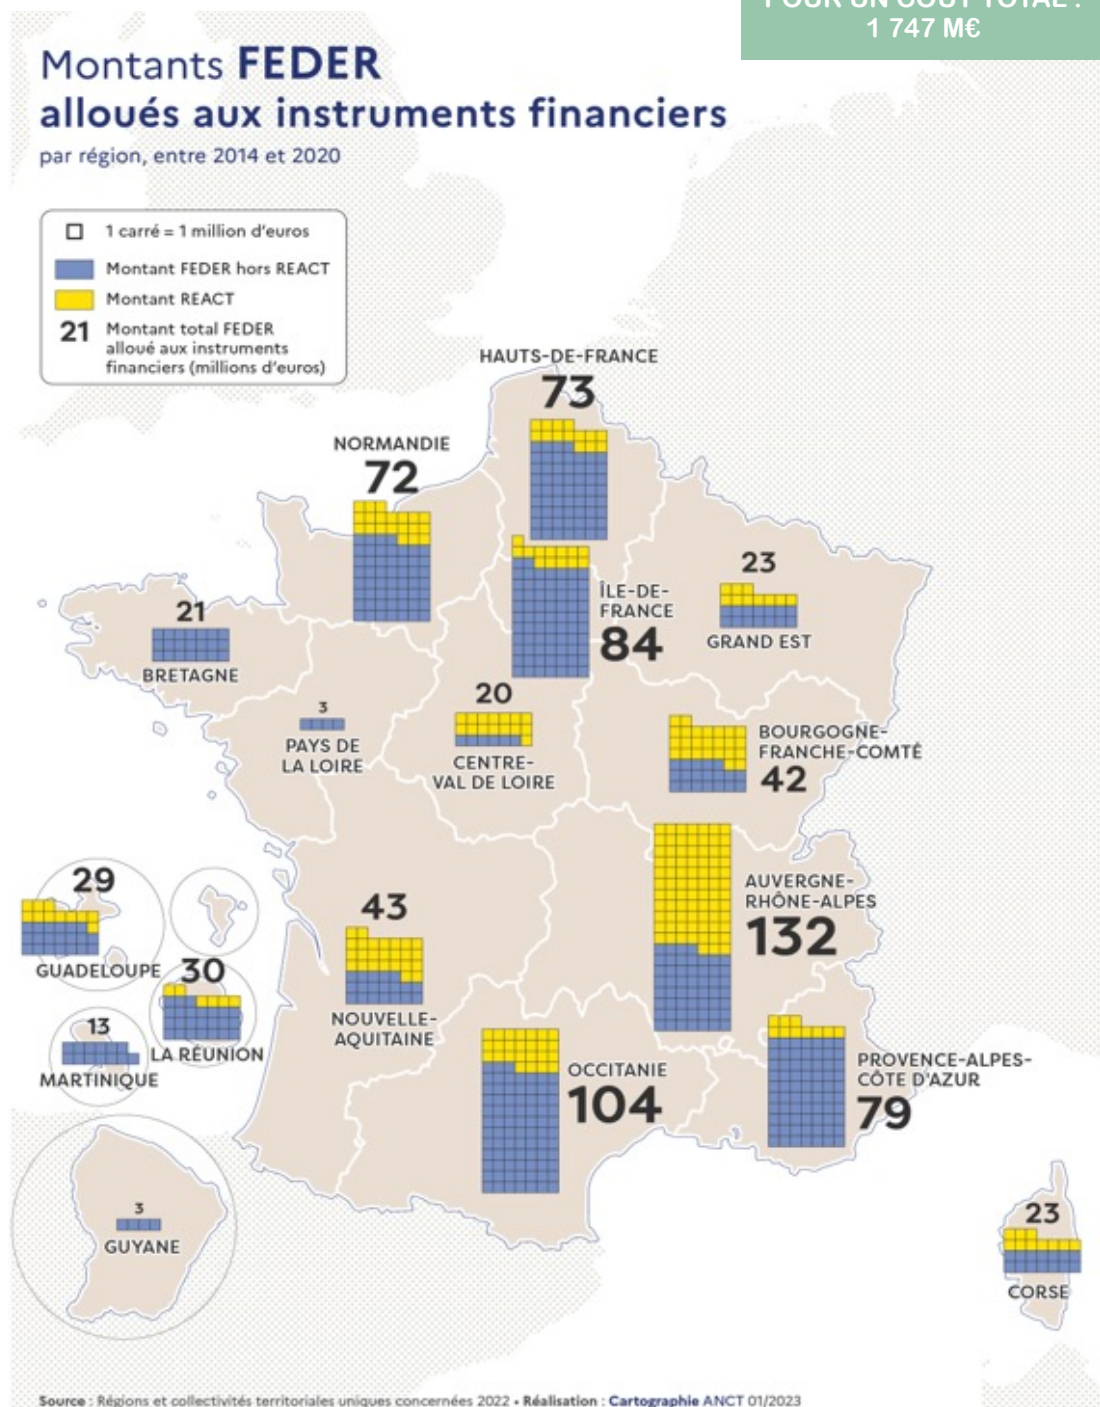 POUR UN COÛT TOTAL :
1 747 M€
Montants FEDER
alloués aux instruments financiers
par région, entre 2014 et 2020
1 carré = 1 million d'euros
Montant FEDER hors REACT
Montant REACT
21 Montant total FEDER
alloué aux instruments
financiers (millions d'euros)
HAUTS-DE-FRANCE
73
NORMANDIE
72
23
GRAND EST
ÎLE-DE-
FRANCE
84
21
BRETAGNE
20
CENTRE-
VAL DE LOIRE
3
PAYS DE
LA LOIRE
BOURGOGNE-
FRANCHE-COMTÉ
42
AUVERGNE-
RHÔNE-ALPES
132
43
NOUVELLE-
AQUITAINE
29
GUADELOUPE
30
LA RÉUNION
13
MARTINIQUE
OCCITANIE
104
PROVENCE-ALPES-
CÔTE D'AZUR
79
3
GUYANE
23
CORSE
Source : Régions et collectivités territoriales uniques concernées 2022 • Réalisation : Cartographie ANCT 01/2023